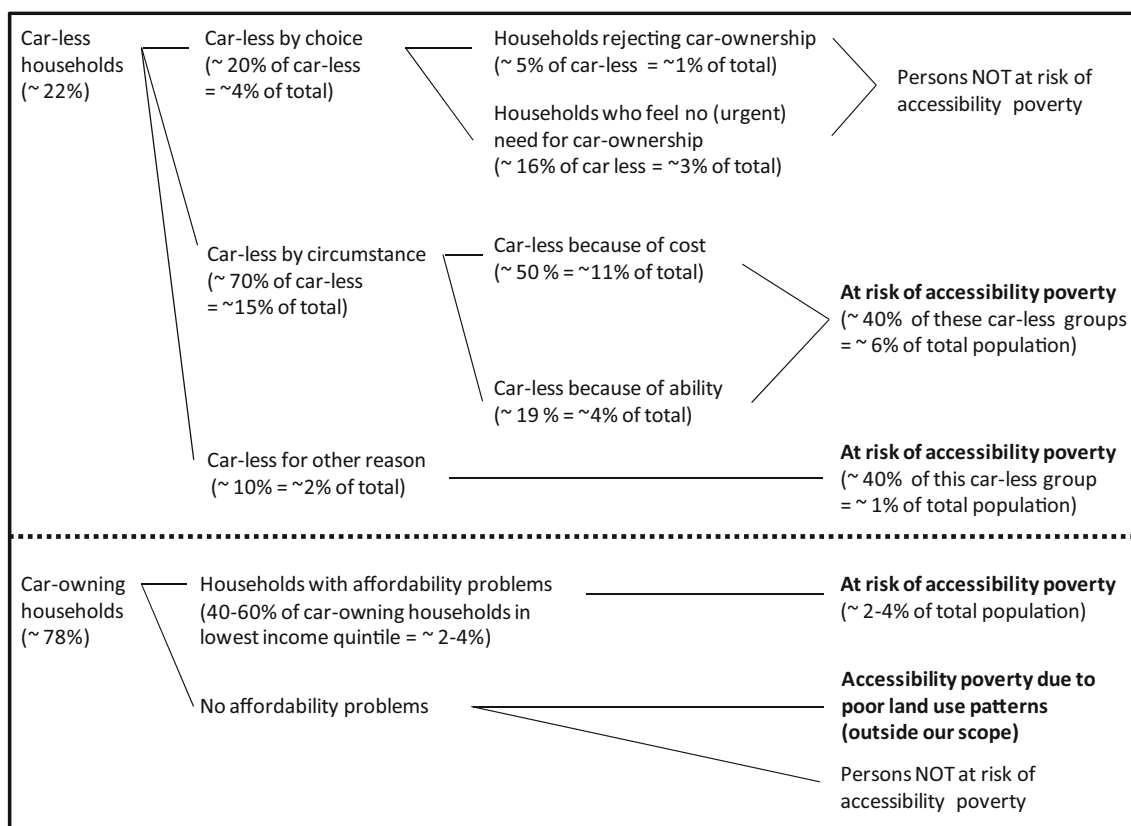 Car-less
households
(~ 22%)
Car-less by choice
(~ 20% of car-less
= ~4% of total)
Households rejecting car-ownership
(~ 5% of car-less = ~1% of total)
Households who feel no (urgent)
need for car-ownership
(~ 16% of car less = ~3% of total)
Persons NOT at risk of
accessibility poverty
Car-less by circumstance
(~ 70% of car-less
= ~15% of total)
Car-less because of cost
(~ 50 % = ~11% of total)
Car-less because of ability
(~ 19 % = ~4% of total)
At risk of accessibility poverty
(~ 40% of these car-less groups
= ~ 6% of total population)
Car-less for other reason
(~ 10% = ~2% of total)
At risk of accessibility poverty
(~ 40% of this car-less group
= ~ 1% of total population)
Car-owning
households
(~ 78%)
Households with affordability problems
(40-60% of car-owning households in
lowest income quintile = ~ 2-4%)
At risk of accessibility poverty
(~ 2-4% of total population)
No affordability problems
Accessibility poverty due to
poor land use patterns
(outside our scope)
Persons NOT at risk of
accessibility poverty